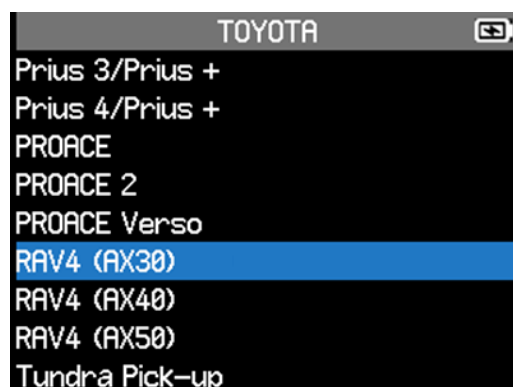 TOYOTA
Prius 3/Prius +
Prius 4/Prius +
PROACE
PROACE 2
PROACE Verso
RAV4 (AX30)
RAV4 (AX40)
RAV4 (AX50)
Tundra Pick-up